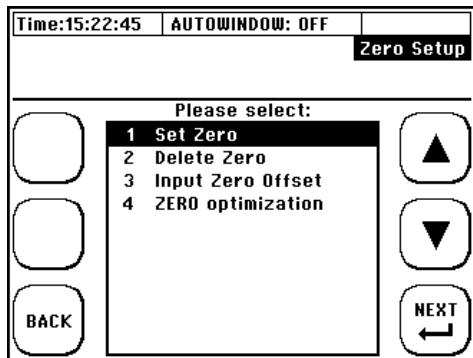 Time:15:22:45 AUTOWINDOW: OFF
Zero Setup
Please select:
1 Set Zero
2 Delete Zero
3 Input Zero Offset
4 ZERO optimization
BACK
NEXT